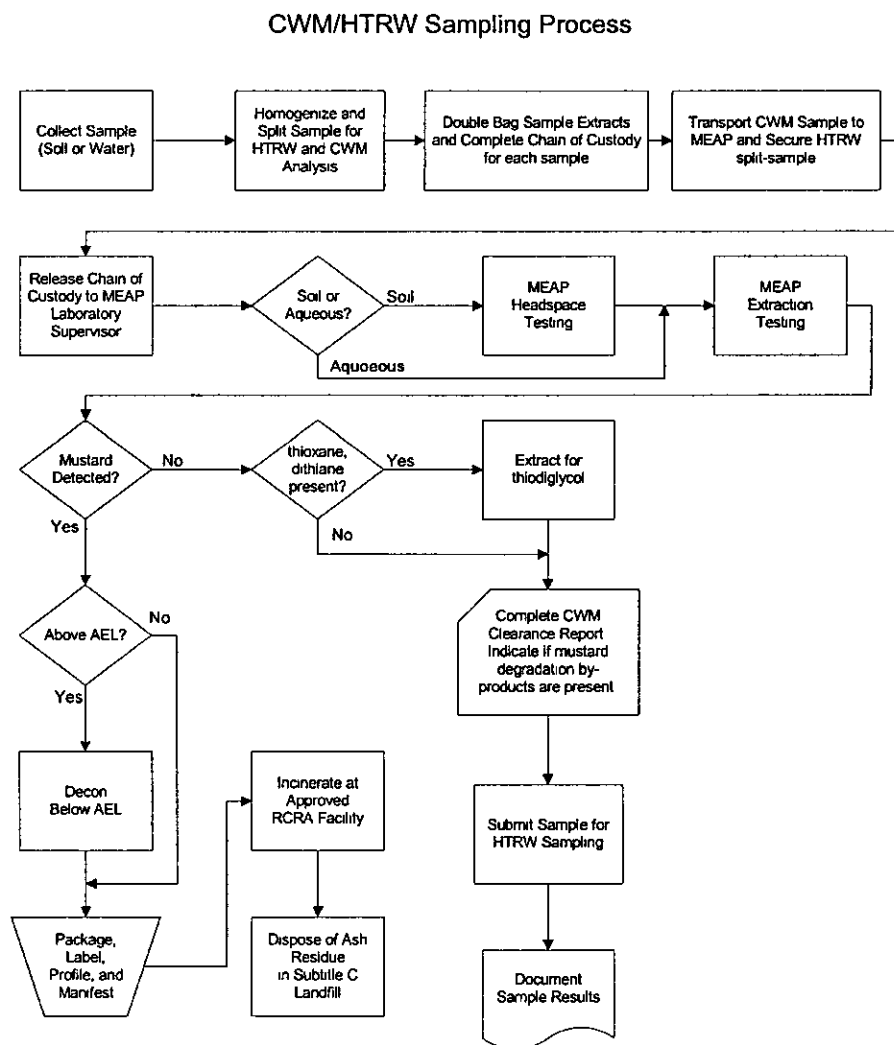 CWM/HTRW Sampling Process
Collect Sample
(Soil or Water)
Homogenize and
Split Sample for
HTRW and CWM
Analysis
Double Bag Sample Extracts
and Complete Chain of Custody
for each sample
Transport CWM Sample to
MEAP and Secure HTRW
split-sample
Release Chain of
Custody to MEAP
Laboratory
Supervisor
Soil or
Aqueous?
Soil
Aquoeous
MEAP
Headspace
Testing
MEAP
Extraction
Testing
Mustard
Detected?
No
Yes
thioxane,
dithiane
present?
Yes
No
Extract for
thiodiglycol
Above AEL?
No
Yes
Complete CWM
Clearance Report
Indicate if mustard
degradation by-
products are present
Decon
Below AEL
Incinerate at
Approved
RCRA Facility
Submit Sample for
HTRW Sampling
Package,
Label,
Profile, and
Manifest
Dispose of Ash
Residue
in Subtitle C
Landfill
Document
Sample Results